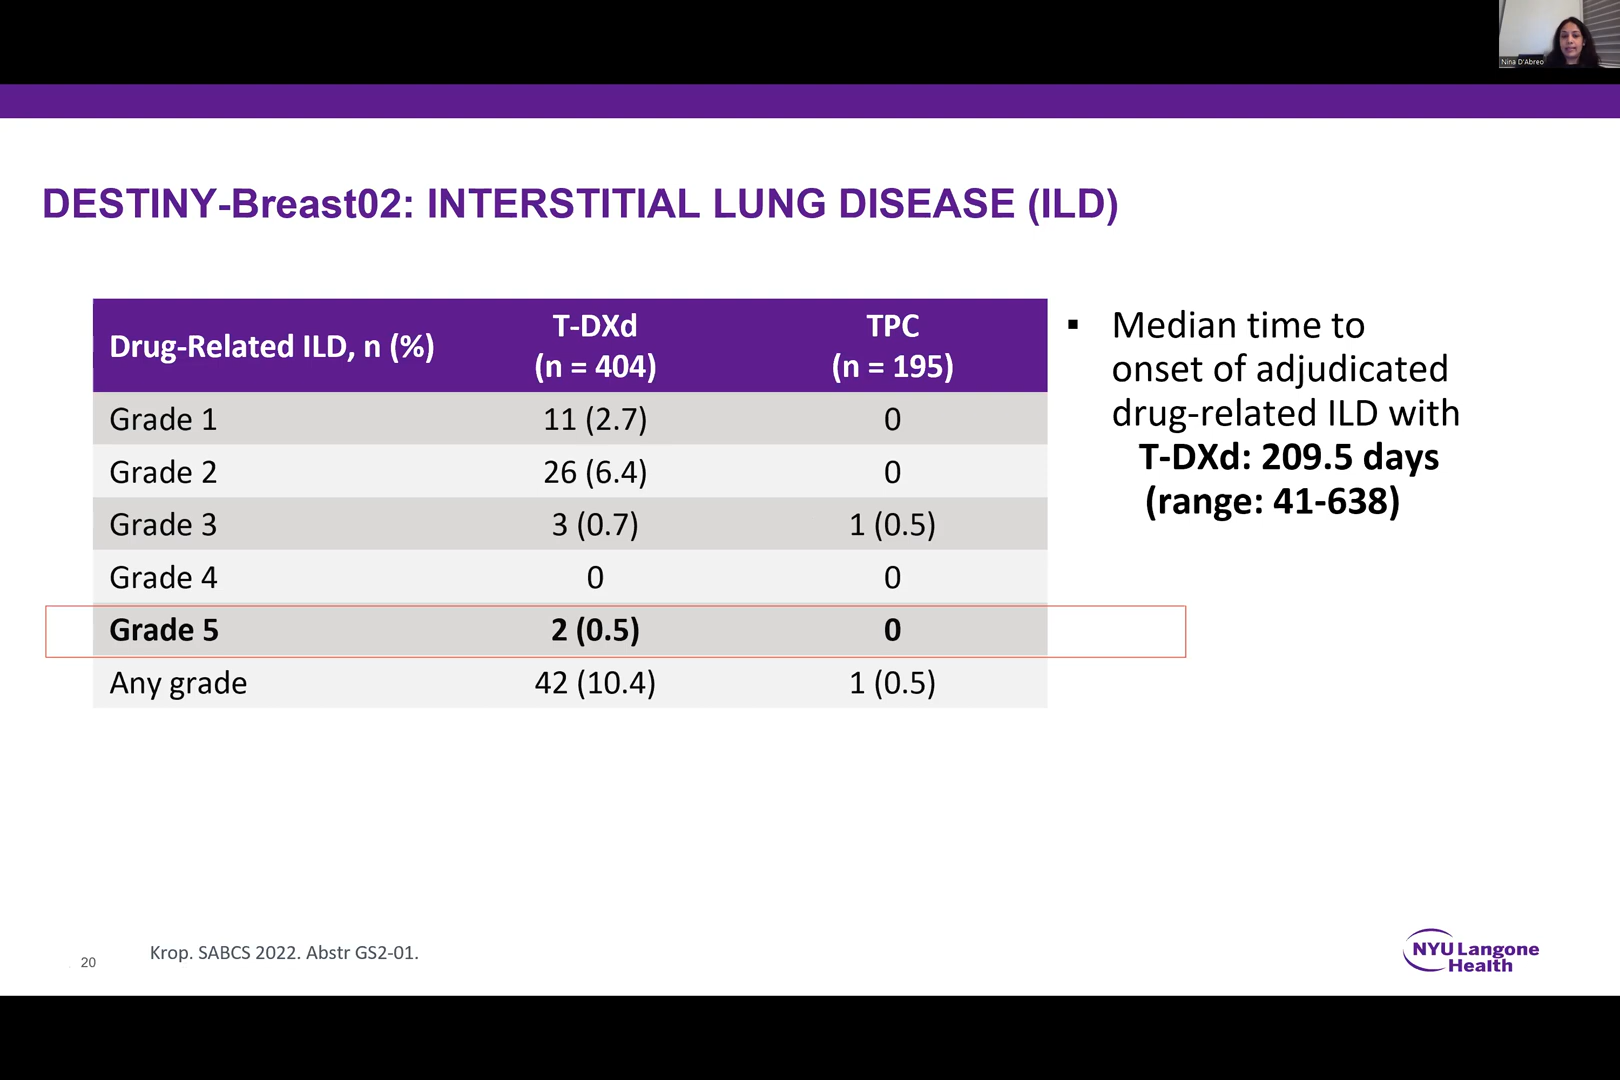 Nina D'Abreo
DESTINY-Breast02: INTERSTITIAL LUNG DISEASE (ILD)
Drug-Related ILD, n (%) T-DXd (n = 404) TPC (n = 195)
Grade 1 11 (2.7) 0
Grade 2 26 (6.4) 0
Grade 3 3 (0.7) 1 (0.5)
Grade 4 0 0
Grade 5 2 (0.5) 0
Any grade 42 (10.4) 1 (0.5)
▪ Median time to
onset of adjudicated
drug-related ILD with
T-DXd: 209.5 days
(range: 41-638)
20
Krop. SABCS 2022. Abstr GS2-01.
NYU Langone
Health